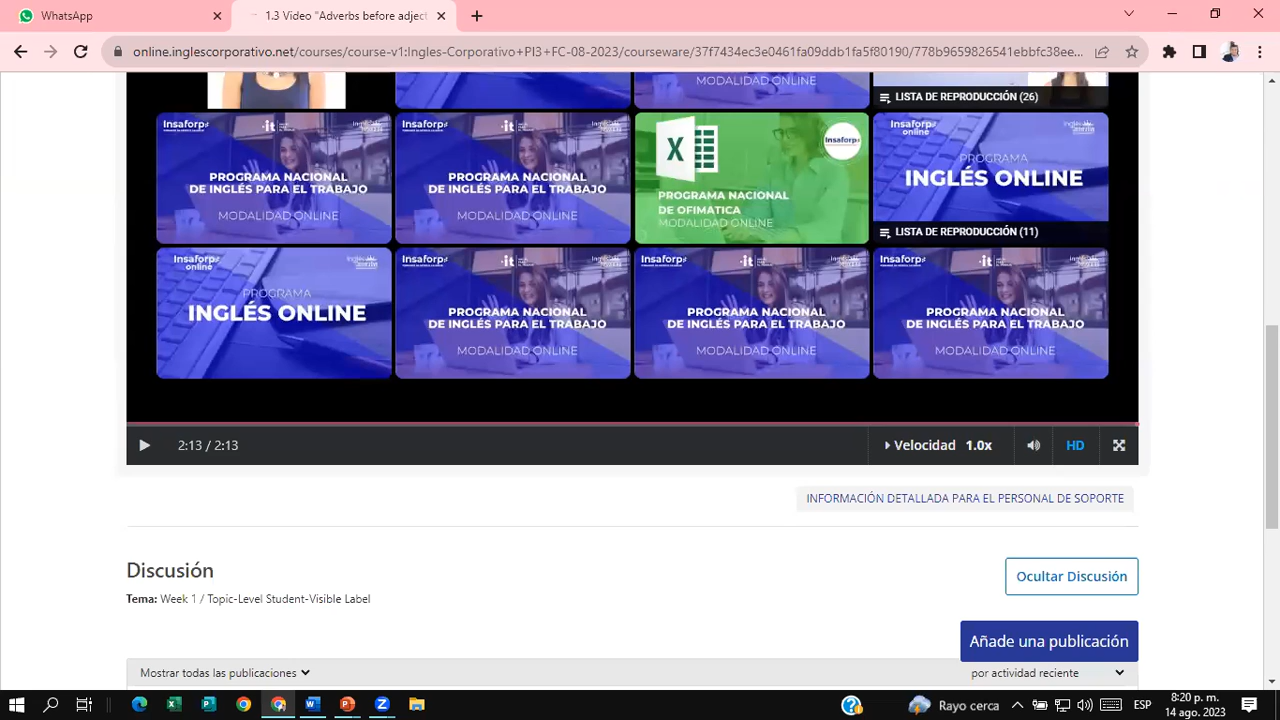 WhatsApp
1.3 Video "Adverbs before adject
online.inglescorporativo.net/courses/course-v1:Ingles-Corporativo+PI3+FC-08-2023/courseware/37f7434ec3e0461fa09ddb1fa5f80190/778b9659826541ebbfc38ee...
MODALIDAD ONLINE
LISTA DE REPRODUCCIÓN (26)
Insaforp
it
PROGRAMA NACIONAL
DE INGLÉS PARA EL TRABAJO
MODALIDAD ONLINE
Insaforp
it
PROGRAMA NACIONAL
DE INGLÉS PARA EL TRABAJO
MODALIDAD ONLINE
X
Insaforp
PROGRAMA NACIONAL
DE OFIMATICA
MODALIDAD ONLINE
Insaforp
online
PROGRAMA
INGLÉS ONLINE
LISTA DE REPRODUCCIÓN (11)
Insaforp
online
PROGRAMA
INGLÉS ONLINE
Insaforp
it
PROGRAMA NACIONAL
DE INGLÉS PARA EL TRABAJO
MODALIDAD ONLINE
Insaforp
it
PROGRAMA NACIONAL
DE INGLÉS PARA EL TRABAJO
MODALIDAD ONLINE
Insaforp
it
PROGRAMA NACIONAL
DE INGLÉS PARA EL TRABAJO
MODALIDAD ONLINE
2:13 / 2:13
Velocidad 1.0x
HD
INFORMACIÓN DETALLADA PARA EL PERSONAL DE SOPORTE
Discusión
Ocultar Discusión
Tema: Week 1 / Topic-Level Student-Visible Label
Añade una publicación
Mostrar todas las publicaciones
por actividad reciente
Rayo cerca
ESP
8:20 p. m.
14 ago. 2023